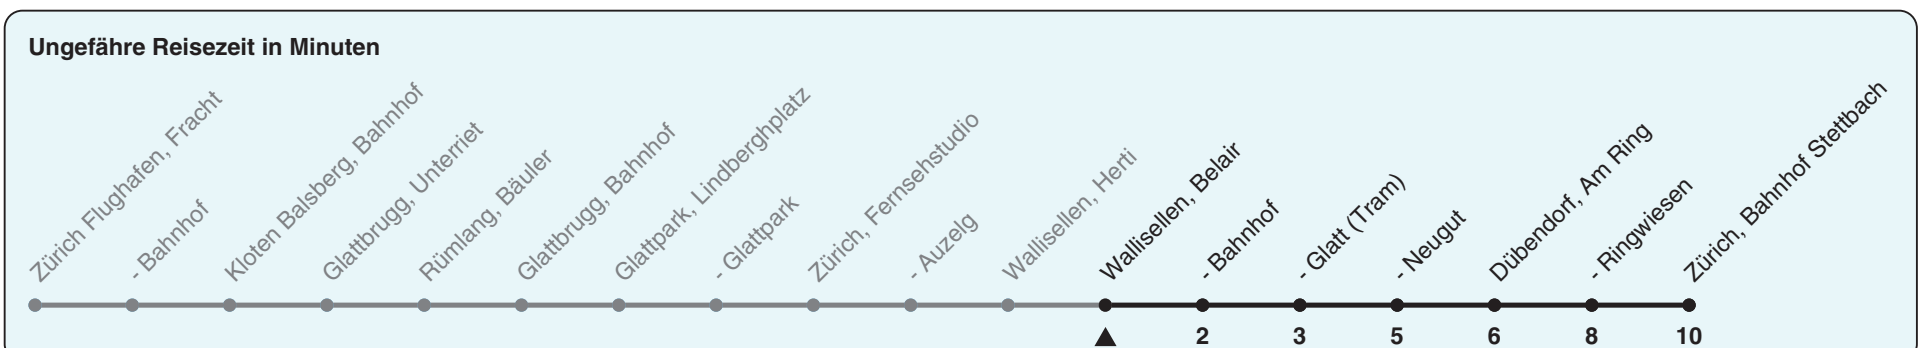 Ungefähre Reisezeit in Minuten
Zürich Flughafen, Fracht
- Bahnhof
Kloten Balsberg, Bahnhof
Glattbrugg, Unterriet
Rümlang, Bäuler
Glattbrugg, Bahnhof
Glattpark, Lindberghplatz
- Glattpark
Zürich, Fernsehstudio
- Auzelg
Wallisellen, Herti
Wallisellen, Belair
- Bahnhof
- Glatt (Tram)
- Neugut
Dübendorf, Am Ring
- Ringwiesen
Zürich, Bahnhof Stettbach
2 3 5 6 8 10